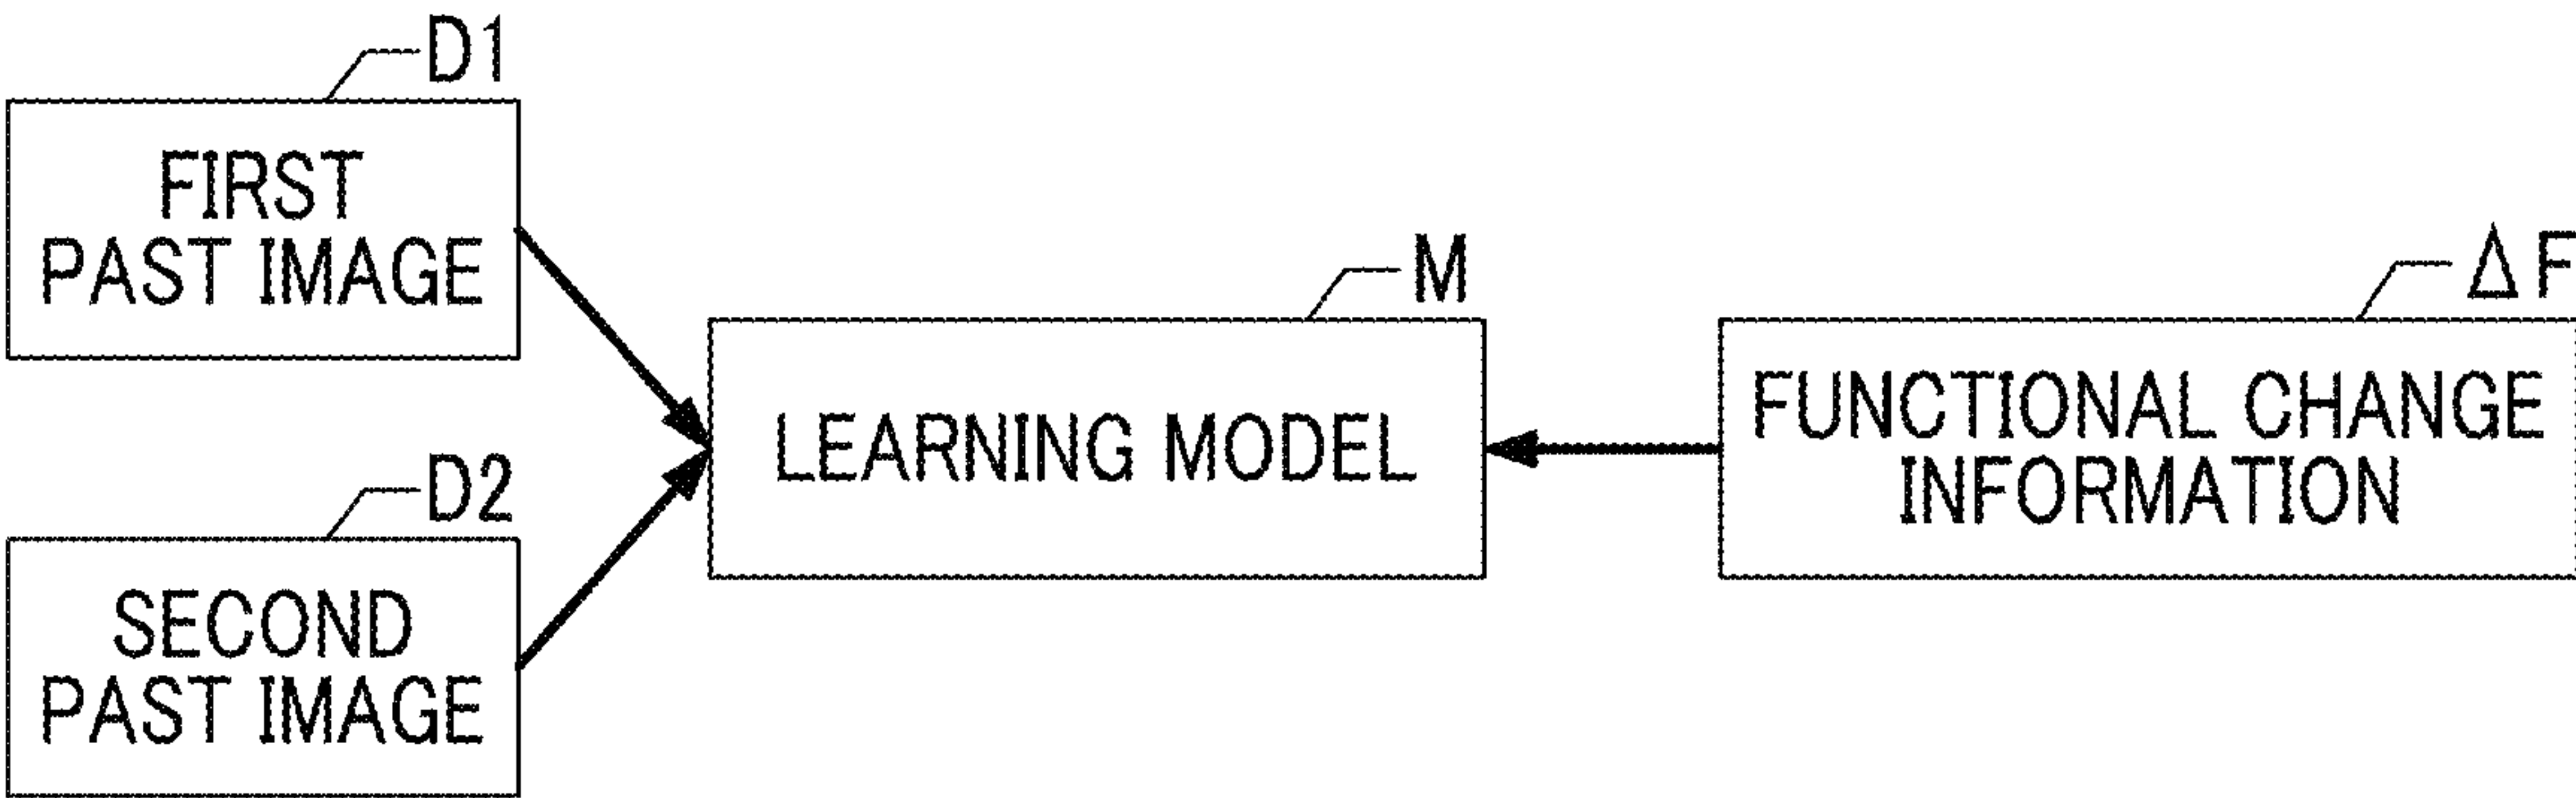 D1
FIRST
PAST IMAGE
D2
SECOND
PAST IMAGE
M
LEARNING MODEL
ΔF
FUNCTIONAL CHANGE
INFORMATION